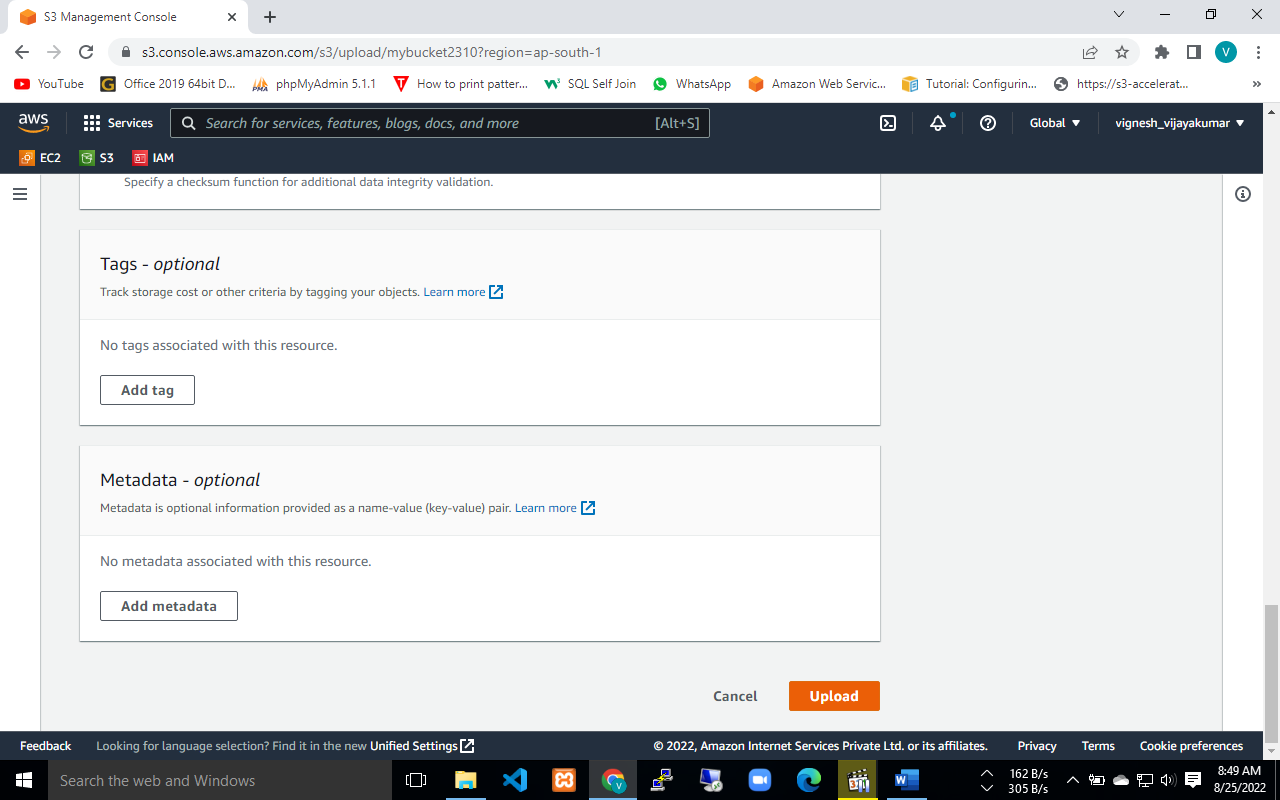 S3 Management Console
s3.console.aws.amazon.com/s3/upload/mybucket2310?region=ap-south-1
V
YouTube
Office 2019 64bit D...
PMA
phpMyAdmin 5.1.1
How to print patter...
SQL Self Join
WhatsApp
Amazon Web Servic...
Tutorial: Configurin...
https://s3-accelerat...
»
aws
Services
Search for services, features, blogs, docs, and more
[Alt+S]
Global
vignesh_vijayakumar
EC2
S3
IAM
Specify a checksum function for additional data integrity validation.
Tags - optional
Track storage cost or other criteria by tagging your objects. Learn more
No tags associated with this resource.
Add tag
Metadata - optional
Metadata is optional information provided as a name-value (key-value) pair. Learn more
No metadata associated with this resource.
Add metadata
Cancel
Upload
Feedback
Looking for language selection? Find it in the new Unified Settings
© 2022, Amazon Internet Services Private Ltd. or its affiliates.
Privacy
Terms
Cookie preferences
Search the web and Windows
162 B/s
305 B/s
8:49 AM
8/25/2022